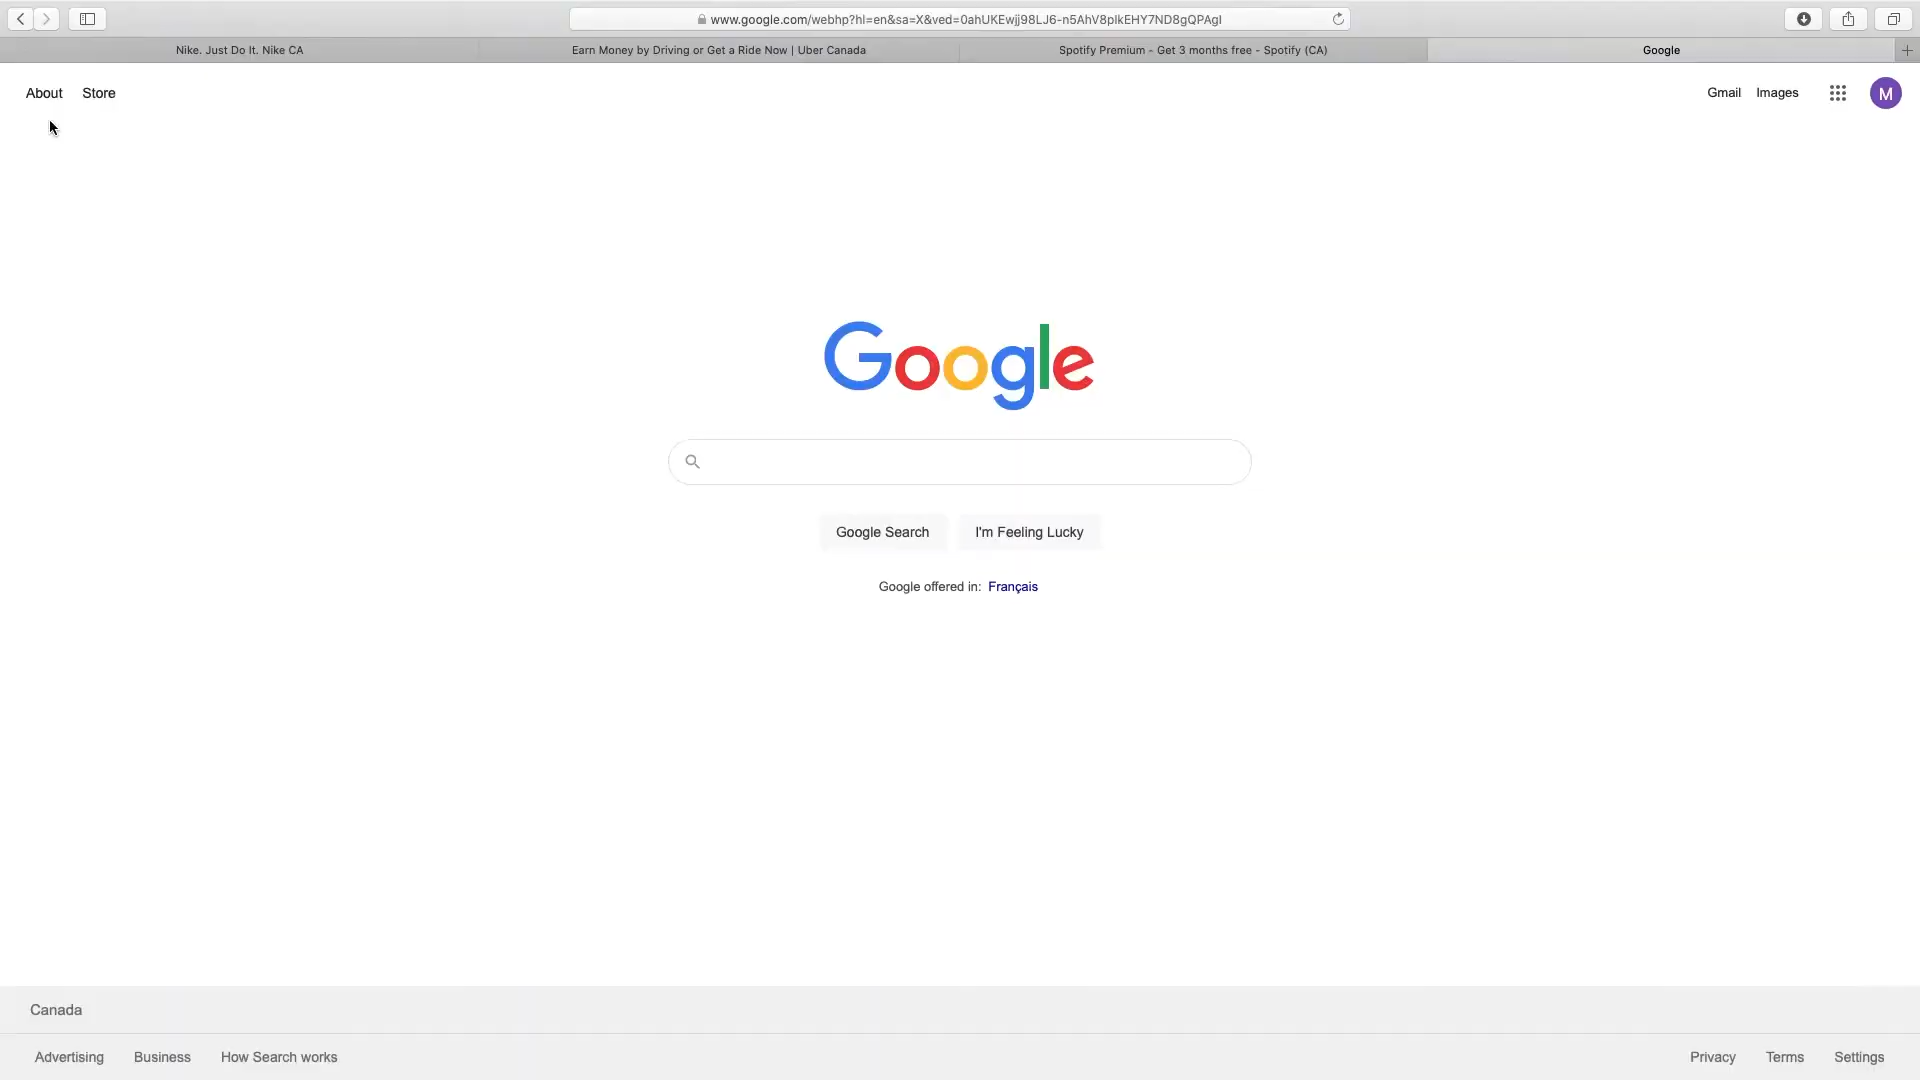 www.google.com/webhp?hl=en&sa=X&ved=0ahUKEwjj98LJ6-n5AhV8plkEHY7ND8gQPAgI
Nike. Just Do It. Nike CA
Earn Money by Driving or Get a Ride Now | Uber Canada
Spotify Premium - Get 3 months free - Spotify (CA)
Google
About
Store
Gmail
Images
M
Google
Google Search
I'm Feeling Lucky
Google offered in: Français
Canada
Advertising
Business
How Search works
Privacy
Terms
Settings